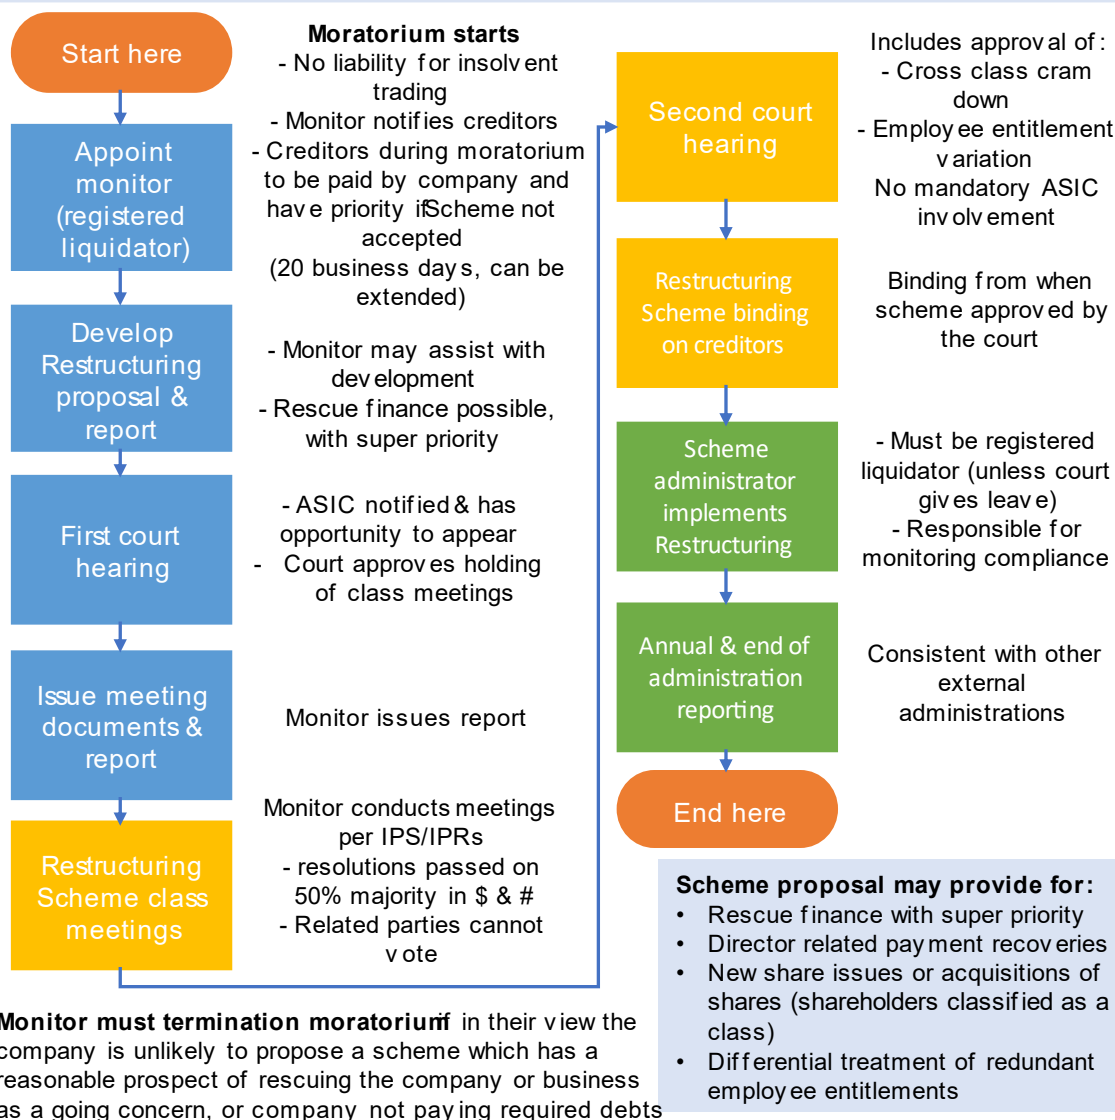 Start here
Moratorium starts
- No liability for insolvent
trading
- Monitor notifies creditors
- Creditors during moratorium
to be paid by company and
have priority if Scheme not
accepted
(20 business days, can be
extended)
Appoint
monitor
(registered
liquidator)
Develop
Restructuring
proposal &
report
- Monitor may assist with
development
- Rescue finance possible,
with super priority
First court
hearing
- ASIC notified & has
opportunity to appear
- Court approves holding
of class meetings
Issue meeting
documents &
report
Monitor issues report
Restructuring
Scheme class
meetings
Monitor conducts meetings
per IPS/IPRs
- resolutions passed on
50% majority in $ & #
- Related parties cannot
vote
Second court
hearing
Includes approval of:
- Cross class cram
down
- Employee entitlement
variation
No mandatory ASIC
involvement
Restructuring
Scheme binding
on creditors
Binding from when
scheme approved by
the court
Scheme
administrator
implements
Restructuring
- Must be registered
liquidator (unless court
gives leave)
- Responsible for
monitoring compliance
Annual & end of
administration
reporting
Consistent with other
external
administrations
End here
Monitor must termination moratorium if in their view the
company is unlikely to propose a scheme which has a
reasonable prospect of rescuing the company or business
as a going concern, or company not paying required debts
Scheme proposal may provide for:
• Rescue finance with super priority
• Director related payment recoveries
• New share issues or acquisitions of
shares (shareholders classified as a
class)
• Differential treatment of redundant
employee entitlements